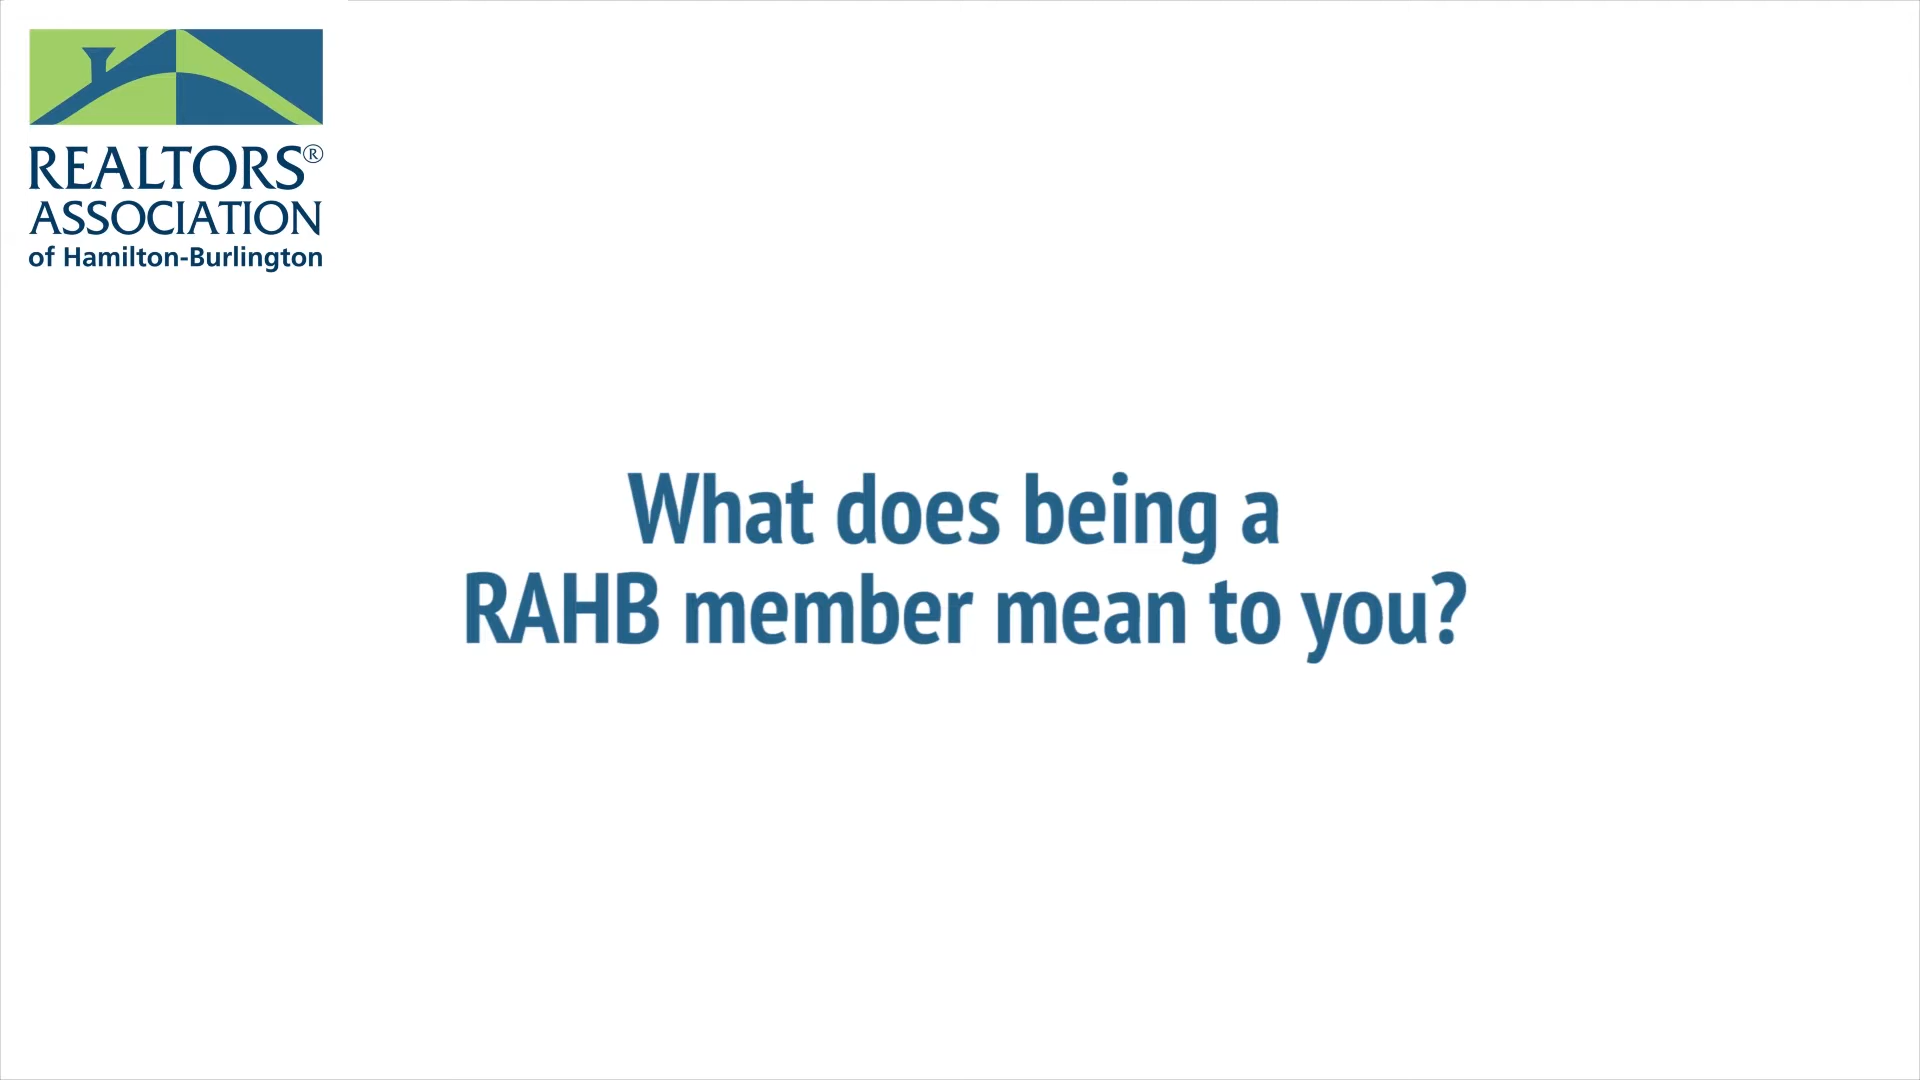 REALTORS®
ASSOCIATION
of Hamilton-Burlington
What does being a
RAHB member mean to you?